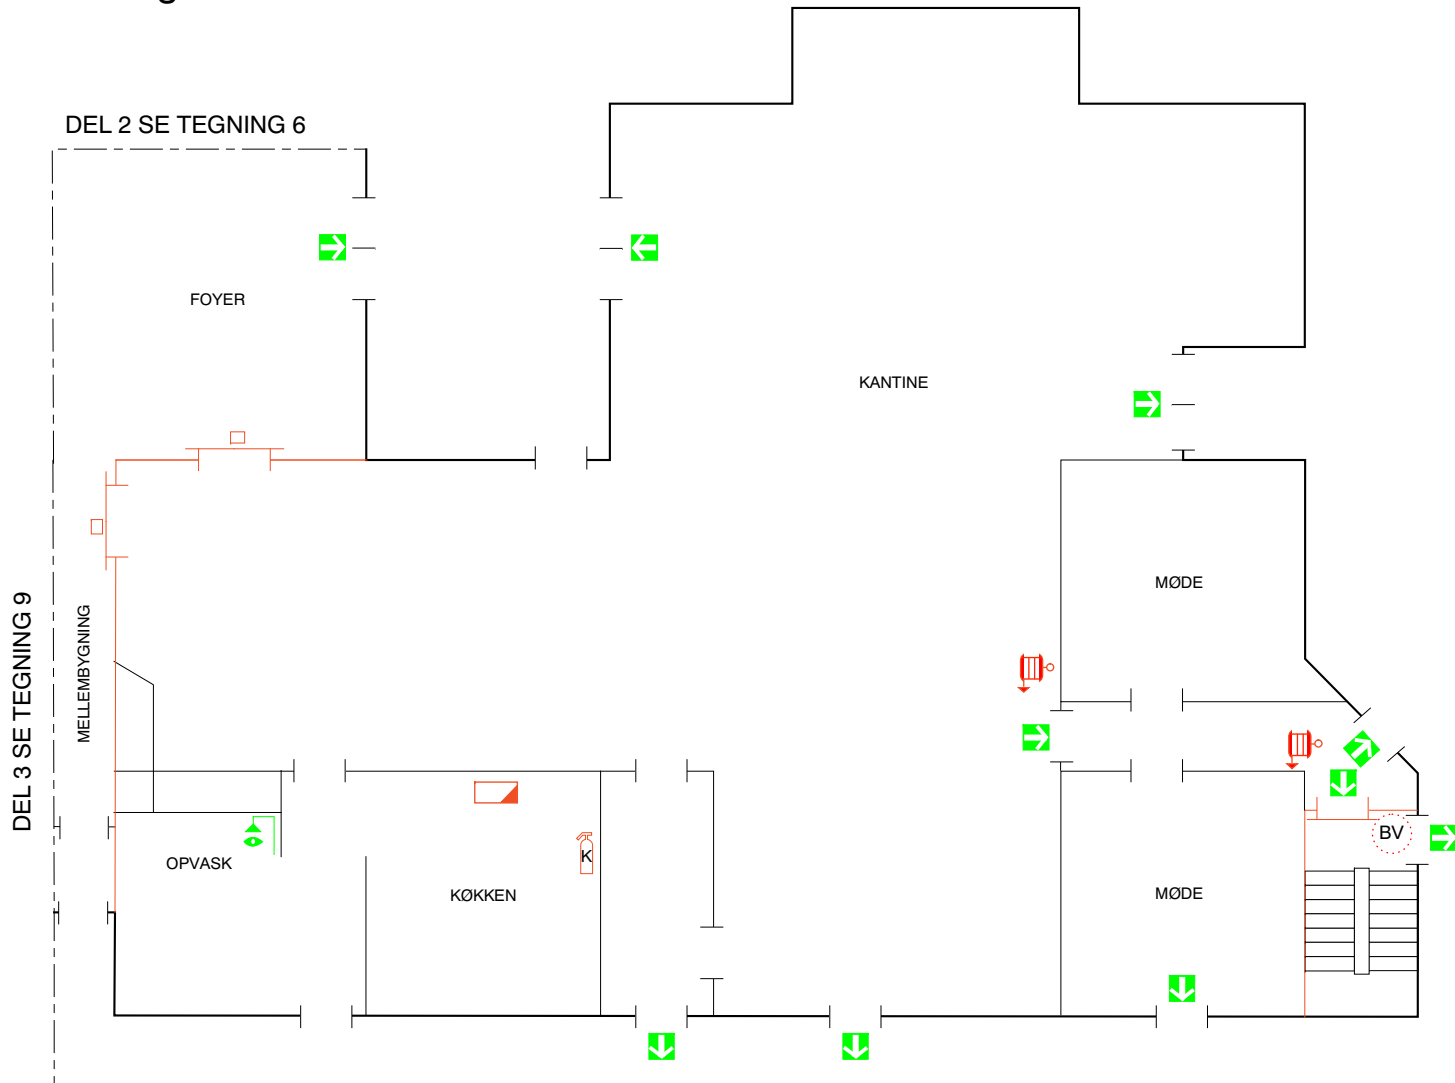 DEL 2 SE TEGNING 6
FOYER
KANTINE
MØDE
DEL 3 SE TEGNING 9
MELLEMBYGNING
BV
K
OPVASK
KØKKEN
MØDE